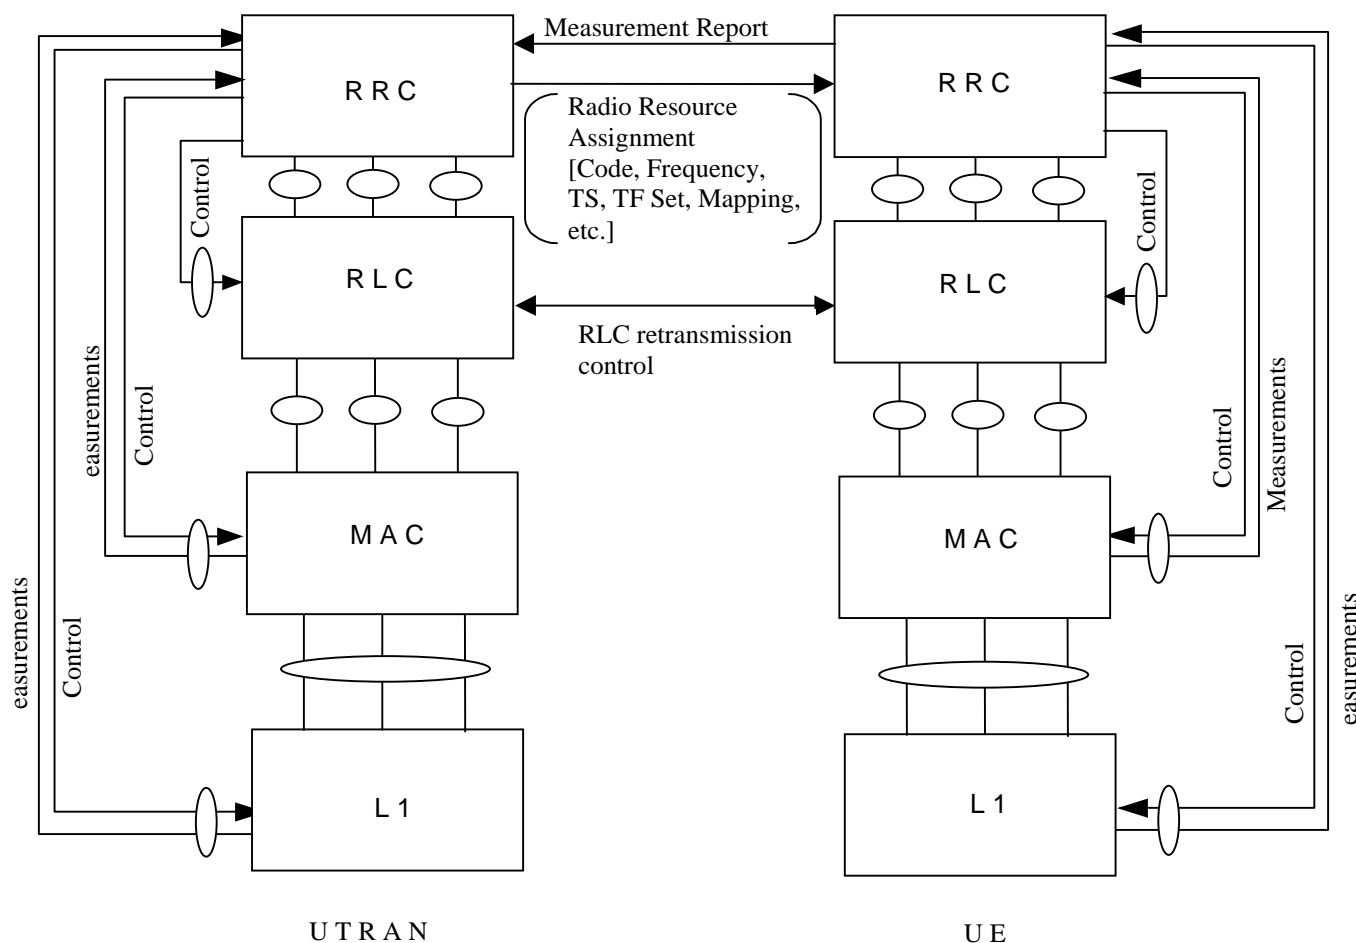 Measurement Report
R R C
R R C
Radio Resource
Assignment
[Code, Frequency,
TS, TF Set, Mapping,
etc.]
Control
Control
R L C
R L C
RLC retransmission
control
easurements
Control
Control
Measurements
M A C
M A C
easurements
Control
Control
easurements
L 1
L 1
U T R A N
U E